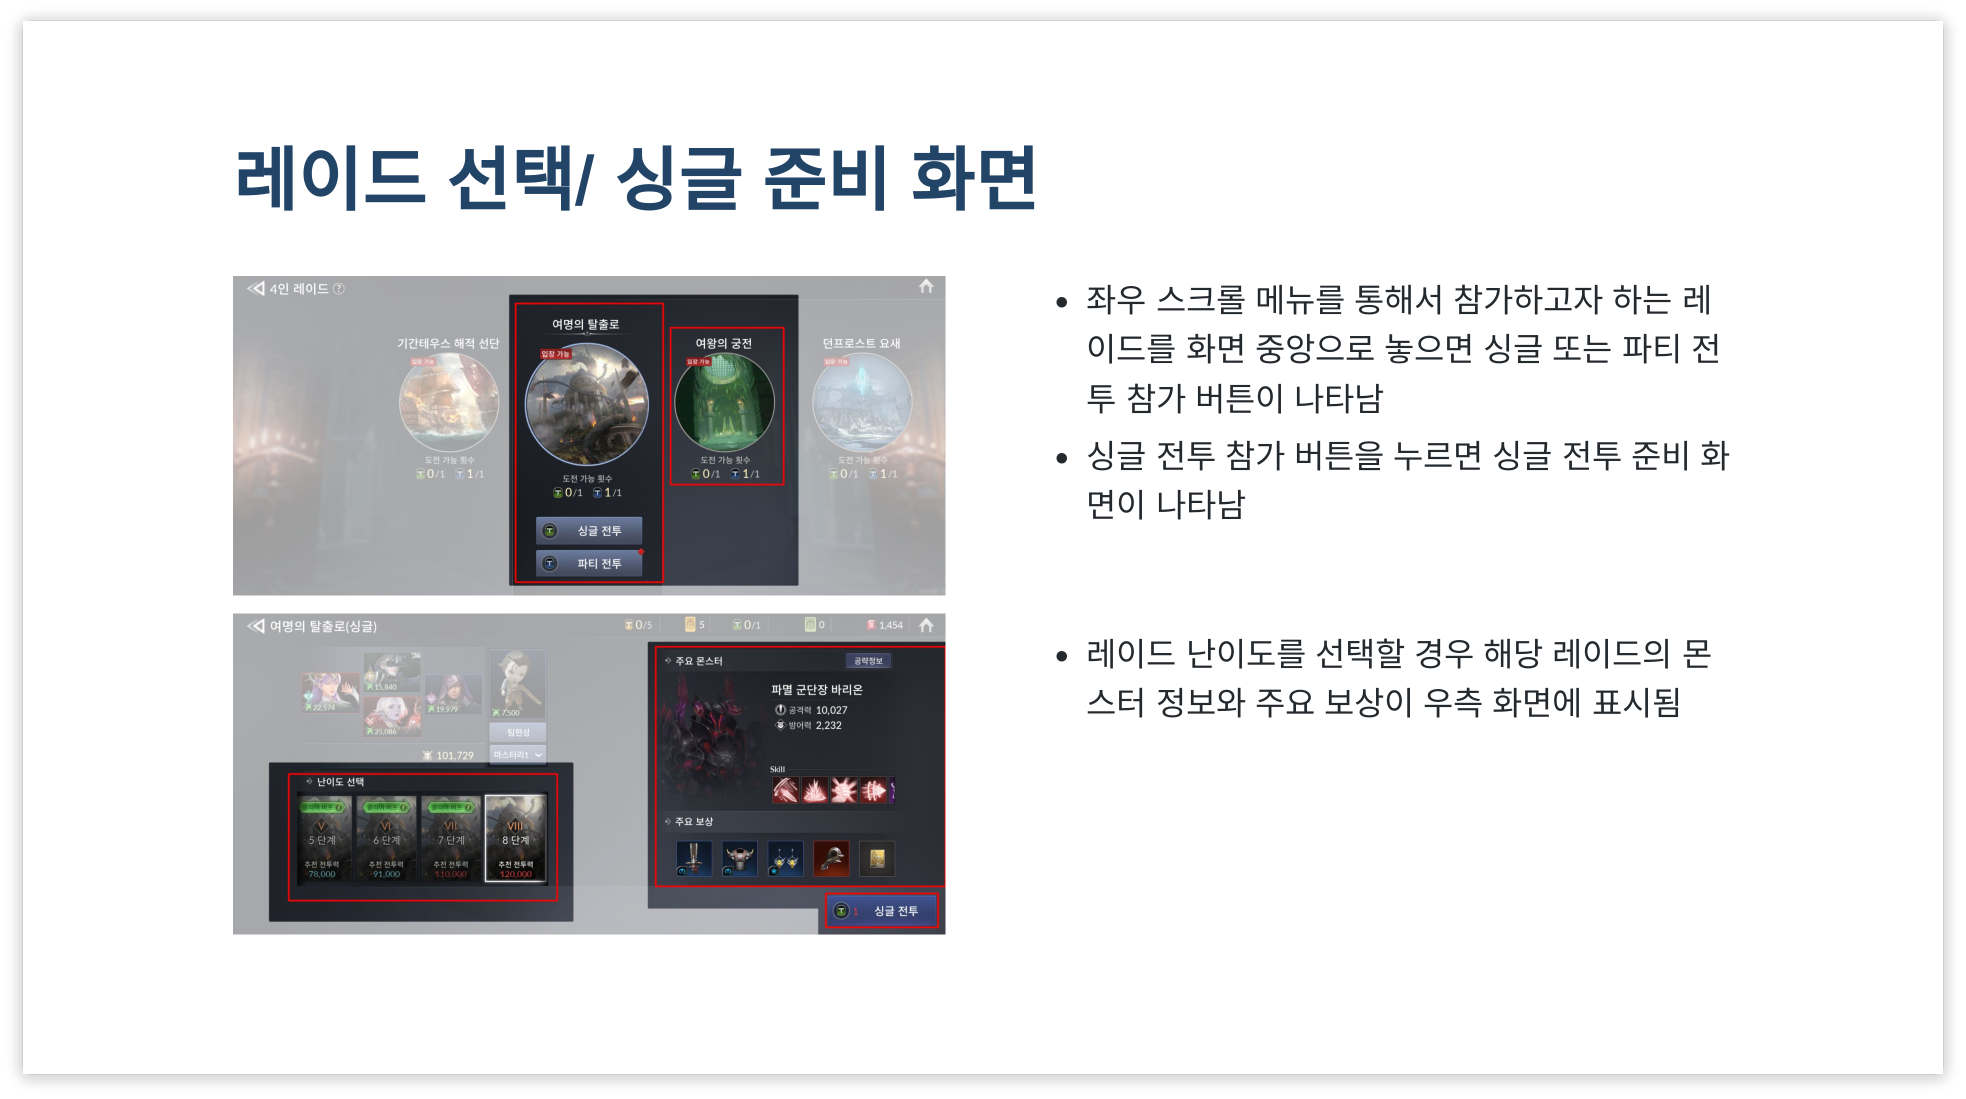 레이드 선택/ 싱글 준비 화면
4인 레이드 ?
기간테우스 해적 선단
입장 가능
도전 가능 횟수
0/1 1/1
여명의 탈출로
입장 가능
도전 가능 횟수
0/1 1/1
싱글 전투
파티 전투
여왕의 궁전
입장 가능
도전 가능 횟수
0/1 1/1
던프로스트 요새
입장 가능
도전 가능 횟수
0/1 1/1
좌우 스크롤 메뉴를 통해서 참가하고자 하는 레
이드를 화면 중앙으로 놓으면 싱글 또는 파티 전
투 참가 버튼이 나타남
싱글 전투 참가 버튼을 누르면 싱글 전투 준비 화
면이 나타남
여명의 탈출로(싱글)
0/5 5 0/1 0 1,454
22,574
15,840
25,086
19,979
7,500
팀편성
101,729
마스터리1
난이도 선택
클리어 버프
V
5 단계
추천 전투력
78,000
클리어 버프
VI
6 단계
추천 전투력
91,000
클리어 버프
VII
7 단계
추천 전투력
110,000
VIII
8 단계
추천 전투력
120,000
주요 몬스터
공략정보
파멸 군단장 바리온
공격력 10,027
방어력 2,232
Skill
주요 보상
1 싱글 전투
레이드 난이도를 선택할 경우 해당 레이드의 몬
스터 정보와 주요 보상이 우측 화면에 표시됨